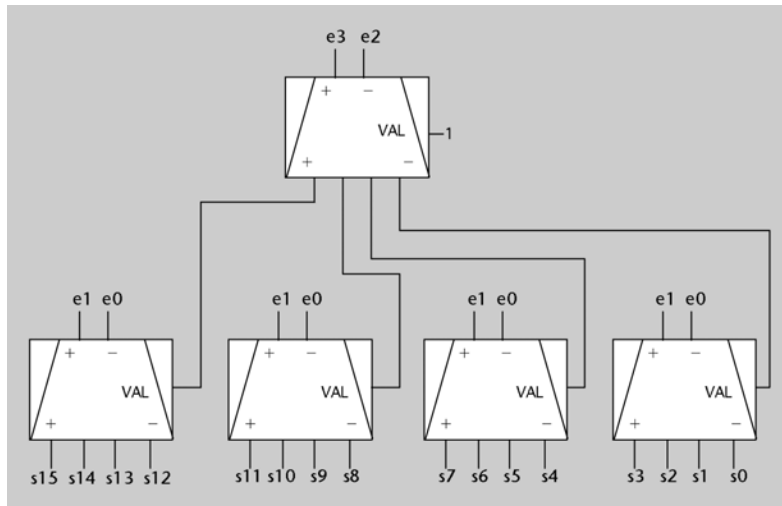 e3 e2
+ −
VAL 1
+ −
e1 e0 e1 e0 e1 e0 e1 e0
+ − + − + − + −
VAL VAL VAL VAL
+ − + − + − + −
s15 s14 s13 s12 s11 s10 s9 s8 s7 s6 s5 s4 s3 s2 s1 s0